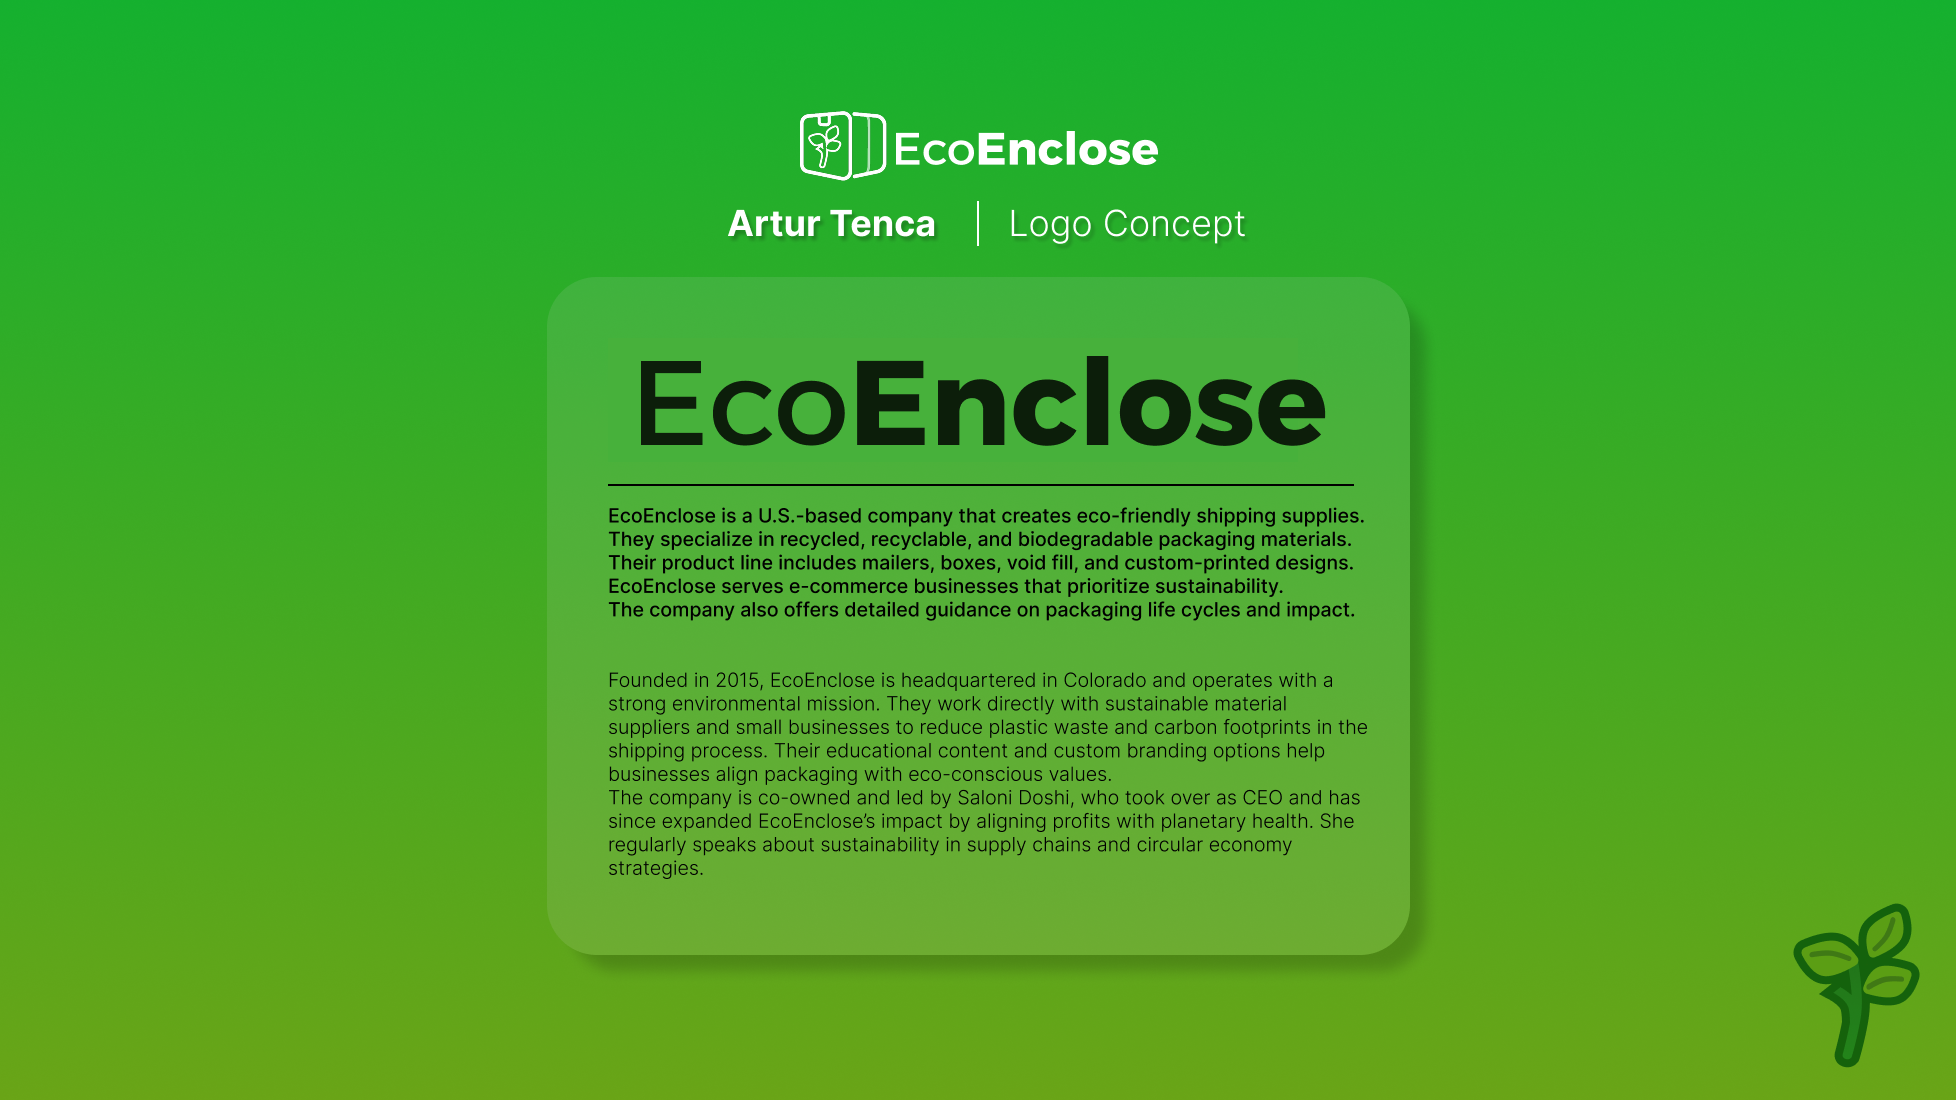 EcoEnclose
Artur Tenca | Logo Concept
EcoEnclose
EcoEnclose is a U.S.-based company that creates eco-friendly shipping supplies.
They specialize in recycled, recyclable, and biodegradable packaging materials.
Their product line includes mailers, boxes, void fill, and custom-printed designs.
EcoEnclose serves e-commerce businesses that prioritize sustainability.
The company also offers detailed guidance on packaging life cycles and impact.
Founded in 2015, EcoEnclose is headquartered in Colorado and operates with a
strong environmental mission. They work directly with sustainable material
suppliers and small businesses to reduce plastic waste and carbon footprints in the
shipping process. Their educational content and custom branding options help
businesses align packaging with eco-conscious values.
The company is co-owned and led by Saloni Doshi, who took over as CEO and has
since expanded EcoEnclose’s impact by aligning profits with planetary health. She
regularly speaks about sustainability in supply chains and circular economy
strategies.